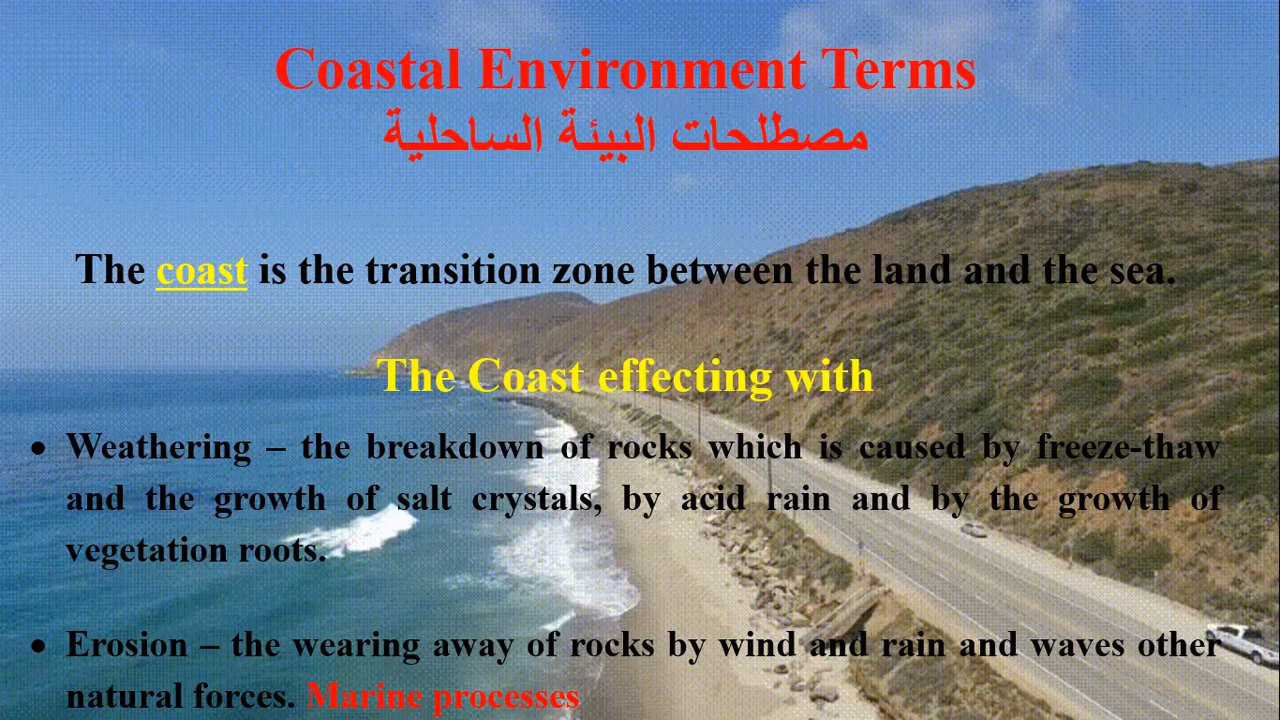 Coastal Environment Terms
مصطلحات البيئة الساحلية
The coast is the transition zone between the land and the sea.
The Coast effecting with
• Weathering – the breakdown of rocks which is caused by freeze-thaw
and the growth of salt crystals, by acid rain and by the growth of
vegetation roots.
• Erosion – the wearing away of rocks by wind and rain and waves other
natural forces. Marine processes